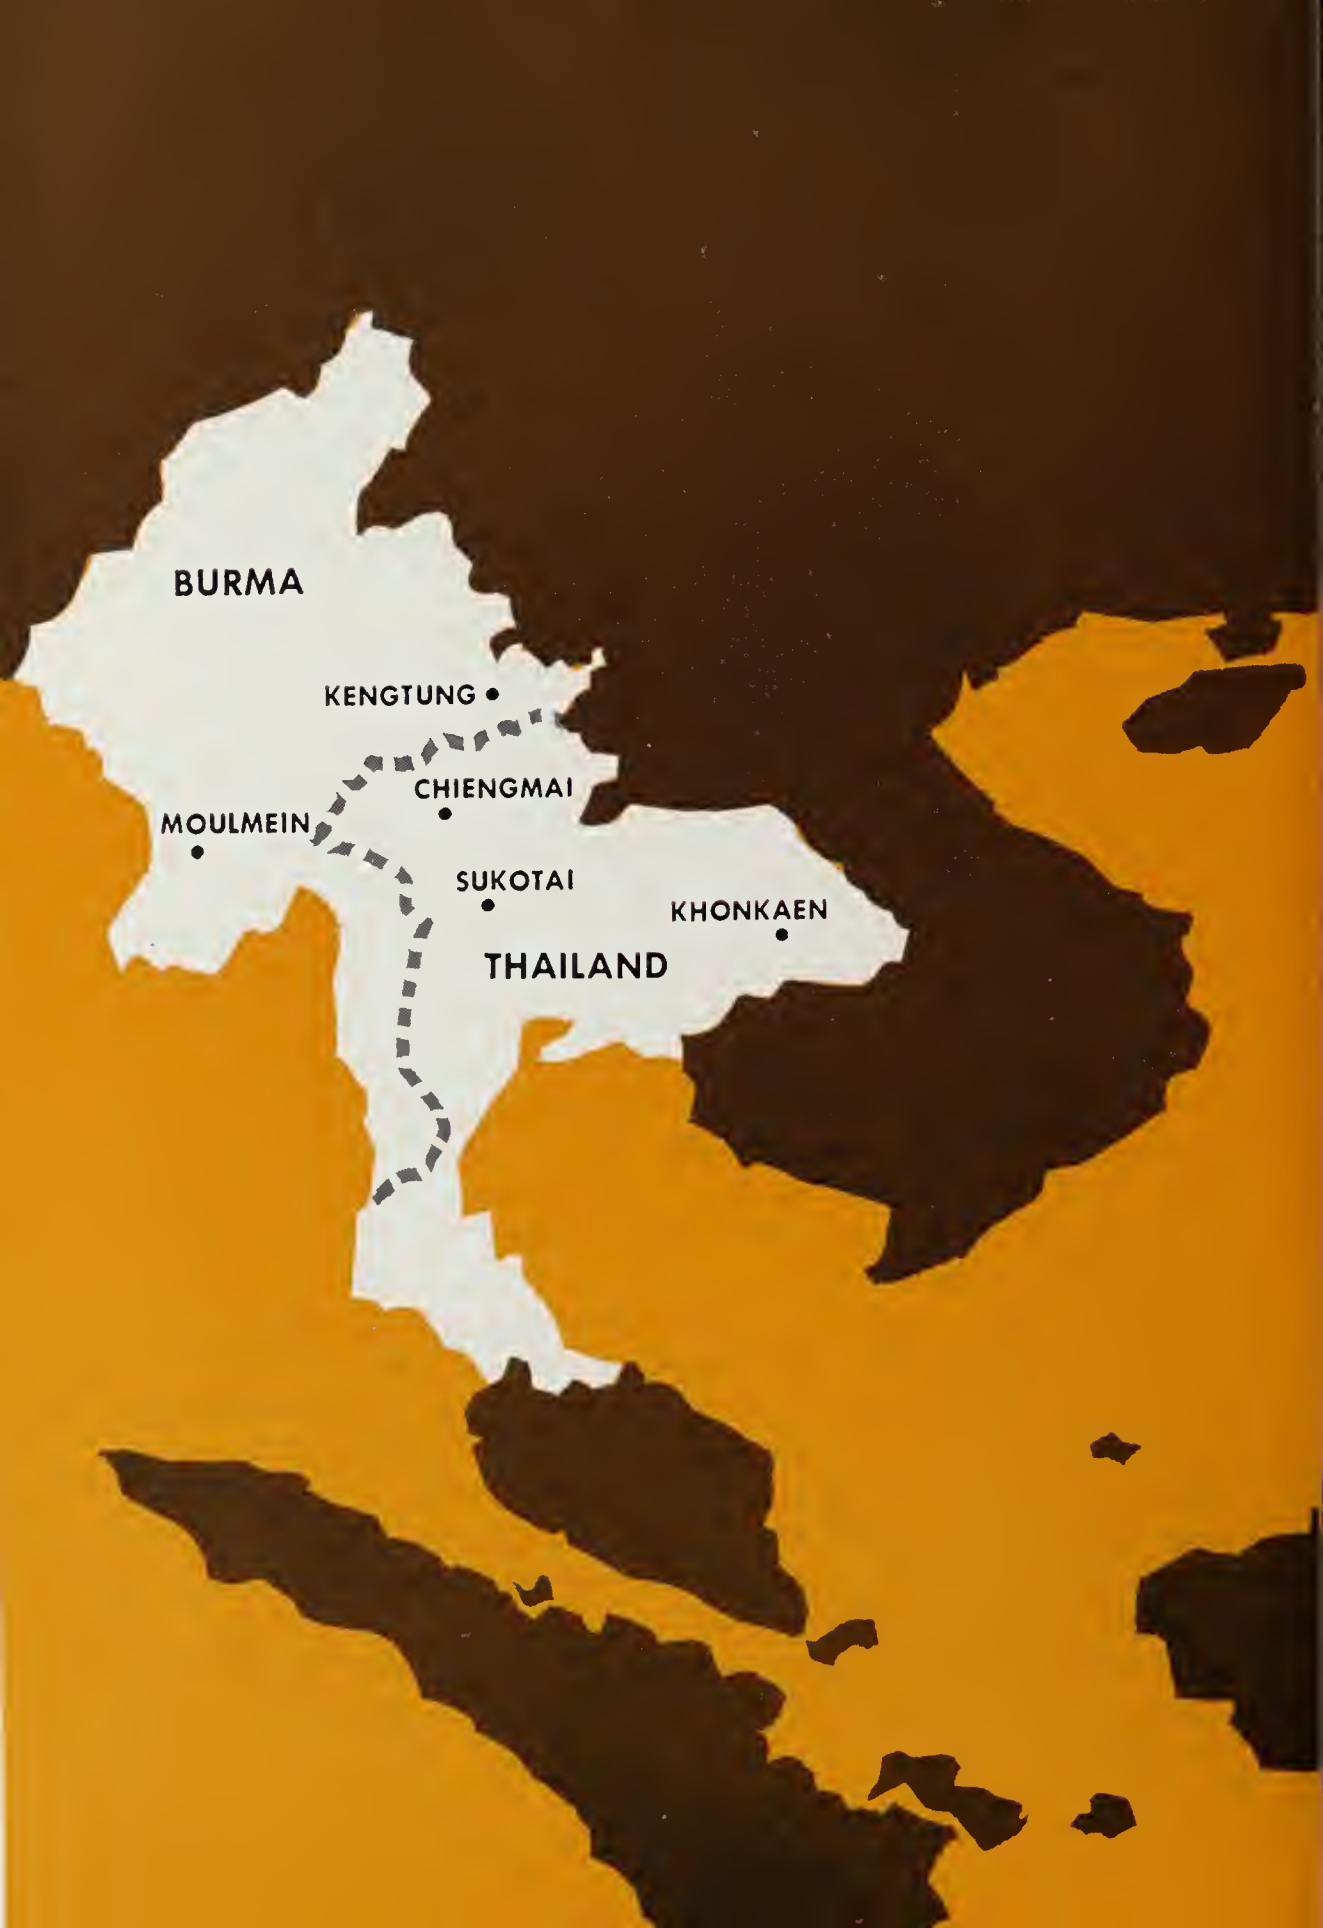 BURMA
KENGTUNG
CHIENGMAI
MOULMEIN
SUKOTAI
KHONKAEN
THAILAND